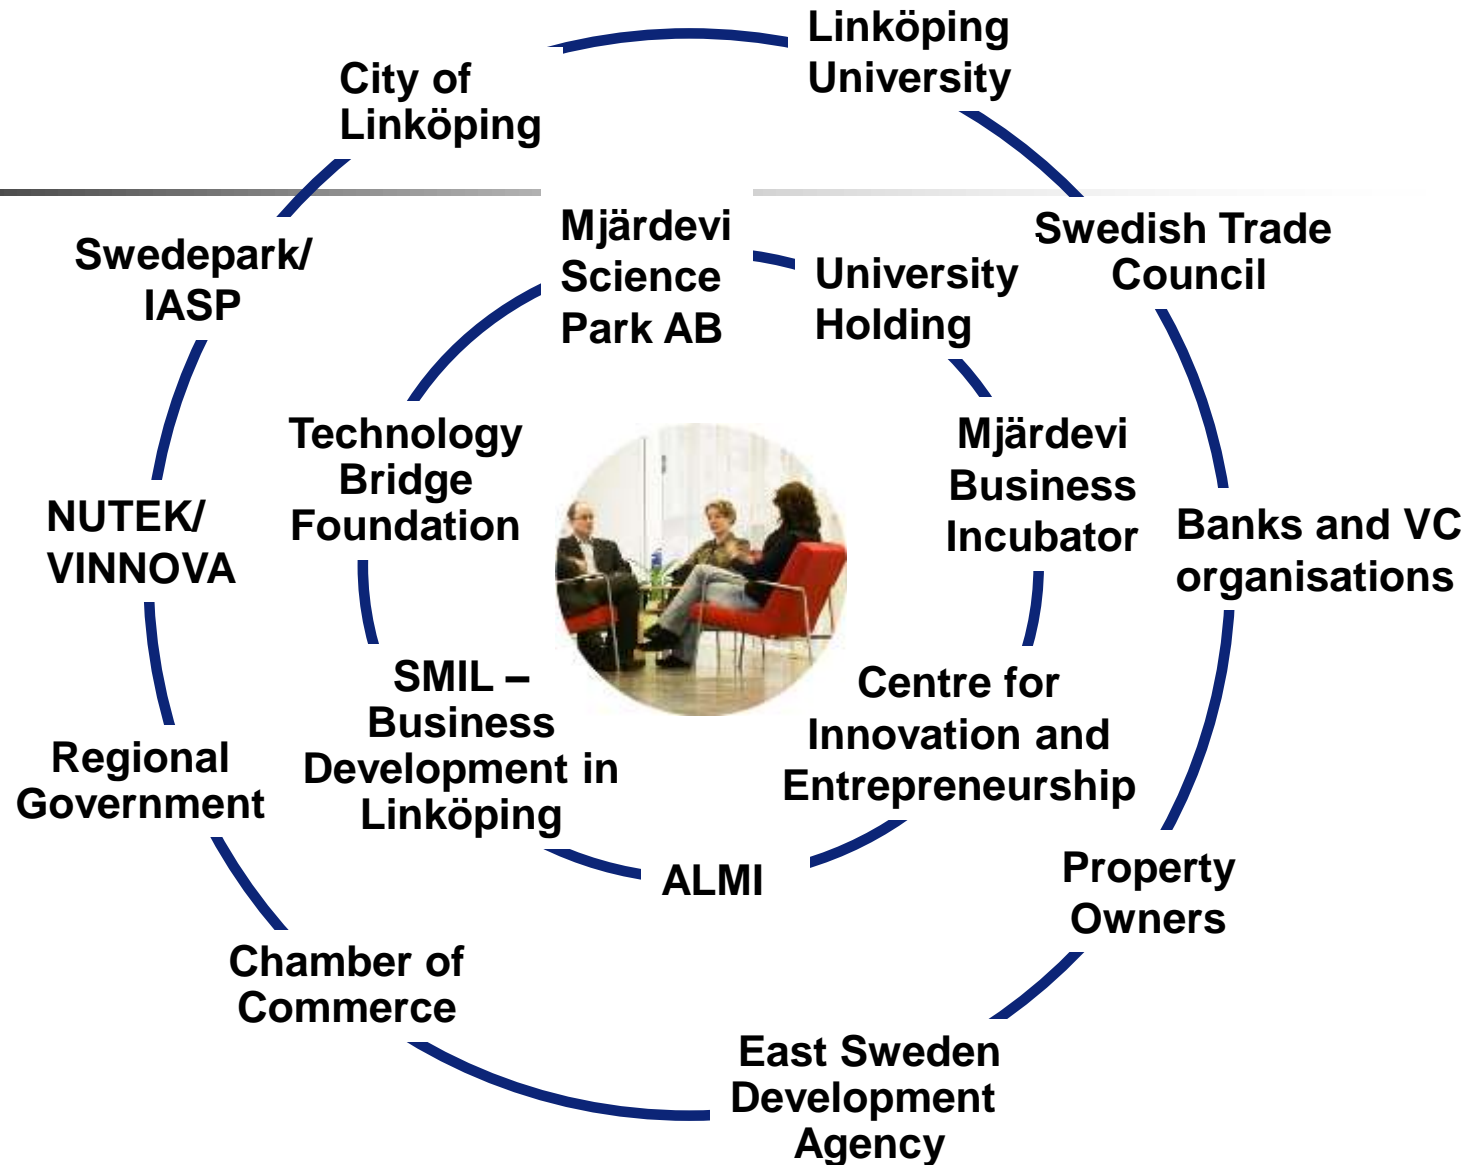 Linköping
University
City of
Linköping
Mjärdevi
Science
Park AB
Swedish Trade
Council
Swedepark/
IASP
University
Holding
Technology
Bridge
Foundation
Mjärdevi
Business
Incubator
NUTEK/
VINNOVA
Banks and VC
organisations
SMIL –
Business
Development in
Linköping
Centre for
Innovation and
Entrepreneurship
Regional
Government
ALMI
Property
Owners
Chamber of
Commerce
East Sweden
Development
Agency